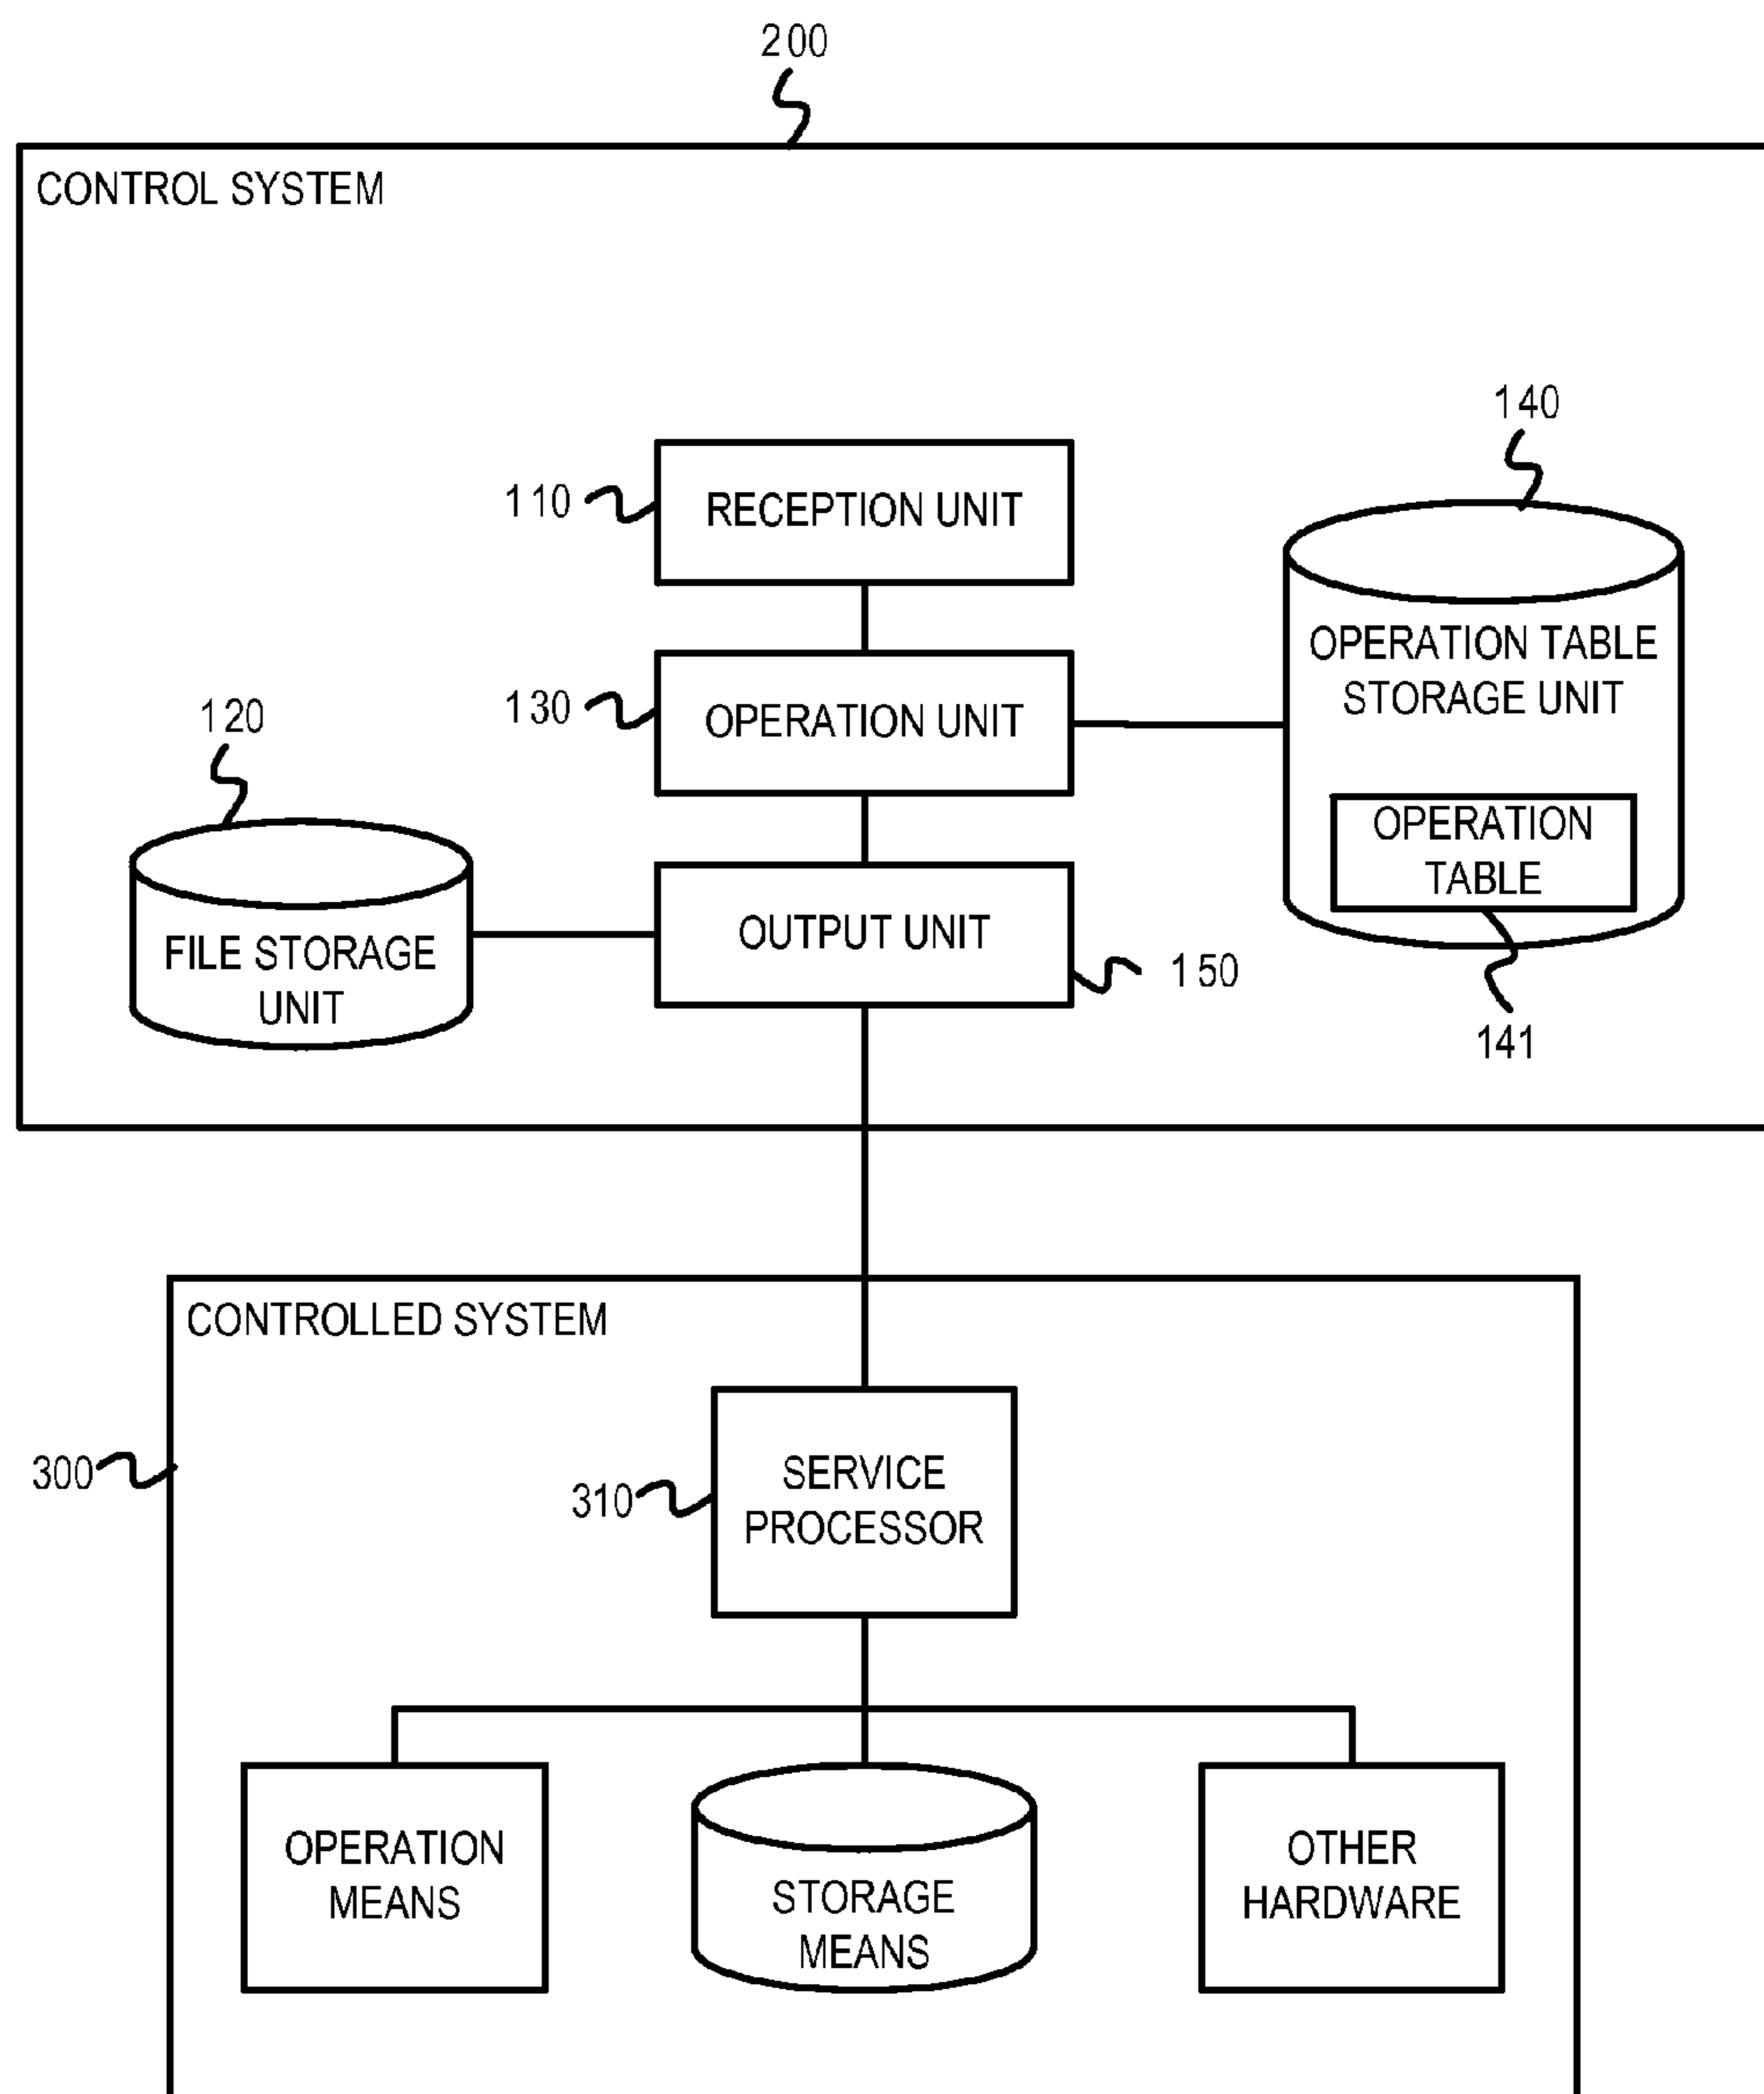 200
CONTROL SYSTEM
140
110
RECEPTION UNIT
OPERATION TABLE
STORAGE UNIT
130
OPERATION UNIT
120
OPERATION
TABLE
OUTPUT UNIT
FILE STORAGE
UNIT
150
141
CONTROLLED SYSTEM
300
310
SERVICE
PROCESSOR
OPERATION
MEANS
STORAGE
MEANS
OTHER
HARDWARE